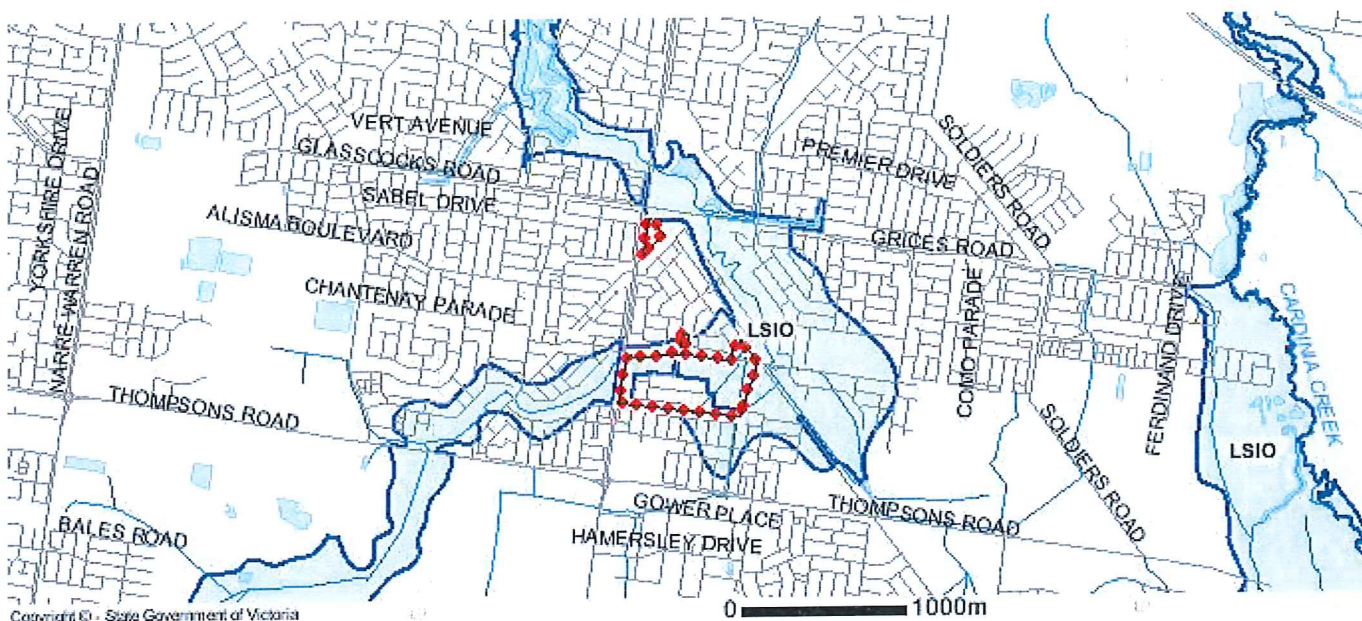 VERT AVENUE
GLASSCOCKS ROAD
SABEL DRIVE
ALISMA BOULEVARD
YORKSHIRE DRIVE
NARRE WARREN ROAD
CHANTENAY PARADE
THOMPSONS ROAD
BALES ROAD
PREMIER DRIVE
SOLDIERS ROAD
GRICES ROAD
COMO PARADE
FERDINAND DRIVE
CARDINIA CREEK
LSIO
LSIO
SOLDIERS ROAD
GOWER PLACE
THOMPSONS ROAD
HAMERSLEY DRIVE
Copyright © - State Government of Victoria
0 1000m